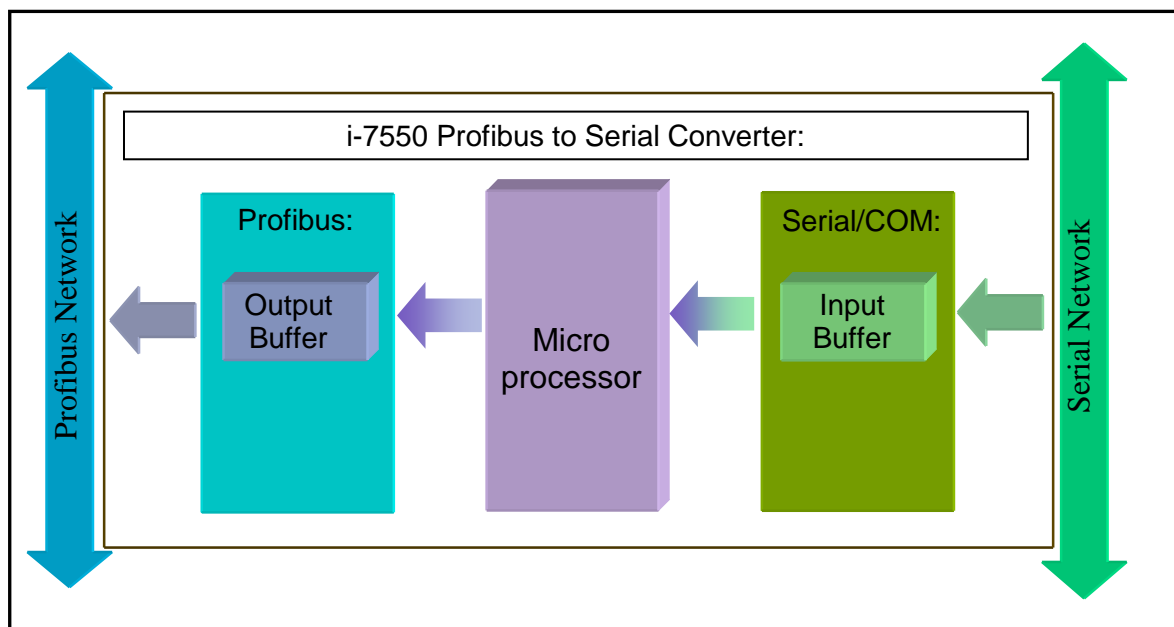 i-7550 Profibus to Serial Converter:
Profibus Network
Profibus:
Output
Buffer
Micro
processor
Serial/COM:
Input
Buffer
Serial Network